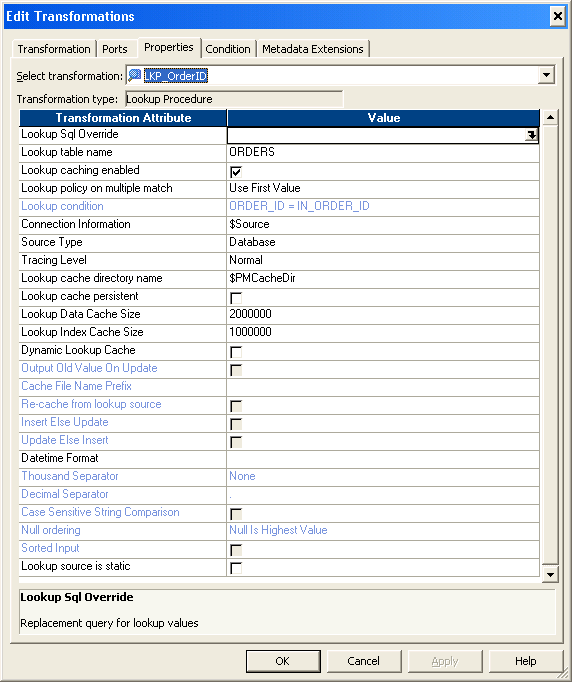 Edit Transformations
Transformation Ports Properties Condition Metadata Extensions
Select transformation: LKP_OrderID
Transformation type: Lookup Procedure
Transformation Attribute Value
Lookup Sql Override
Lookup table name ORDERS
Lookup caching enabled
Lookup policy on multiple match Use First Value
Lookup condition ORDER_ID = IN_ORDER_ID
Connection Information $Source
Source Type Database
Tracing Level Normal
Lookup cache directory name $PMCacheDir
Lookup cache persistent
Lookup Data Cache Size 2000000
Lookup Index Cache Size 1000000
Dynamic Lookup Cache
Output Old Value On Update
Cache File Name Prefix
Re-cache from lookup source
Insert Else Update
Update Else Insert
Datetime Format
Thousand Separator None
Decimal Separator .
Case Sensitive String Comparison
Null ordering Null Is Highest Value
Sorted Input
Lookup source is static
Lookup Sql Override
Replacement query for lookup values
OK Cancel Apply Help